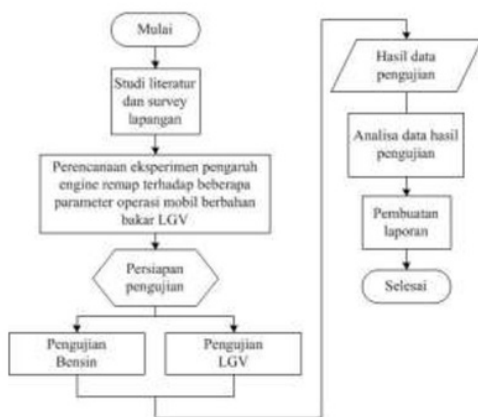 Mulai
Studi literatur
dan survey
lapangan
Perencanaan eksperimen pengaruh
engine remap terhadap beberapa
parameter operasi mobil berbahan
bakar LGV
Persiapan
pengujian
Pengujian
Bensin
Pengujian
LGV
Hasil data
pengujian
Analisa data hasil
pengujian
Pembuatan
laporan
Selesai